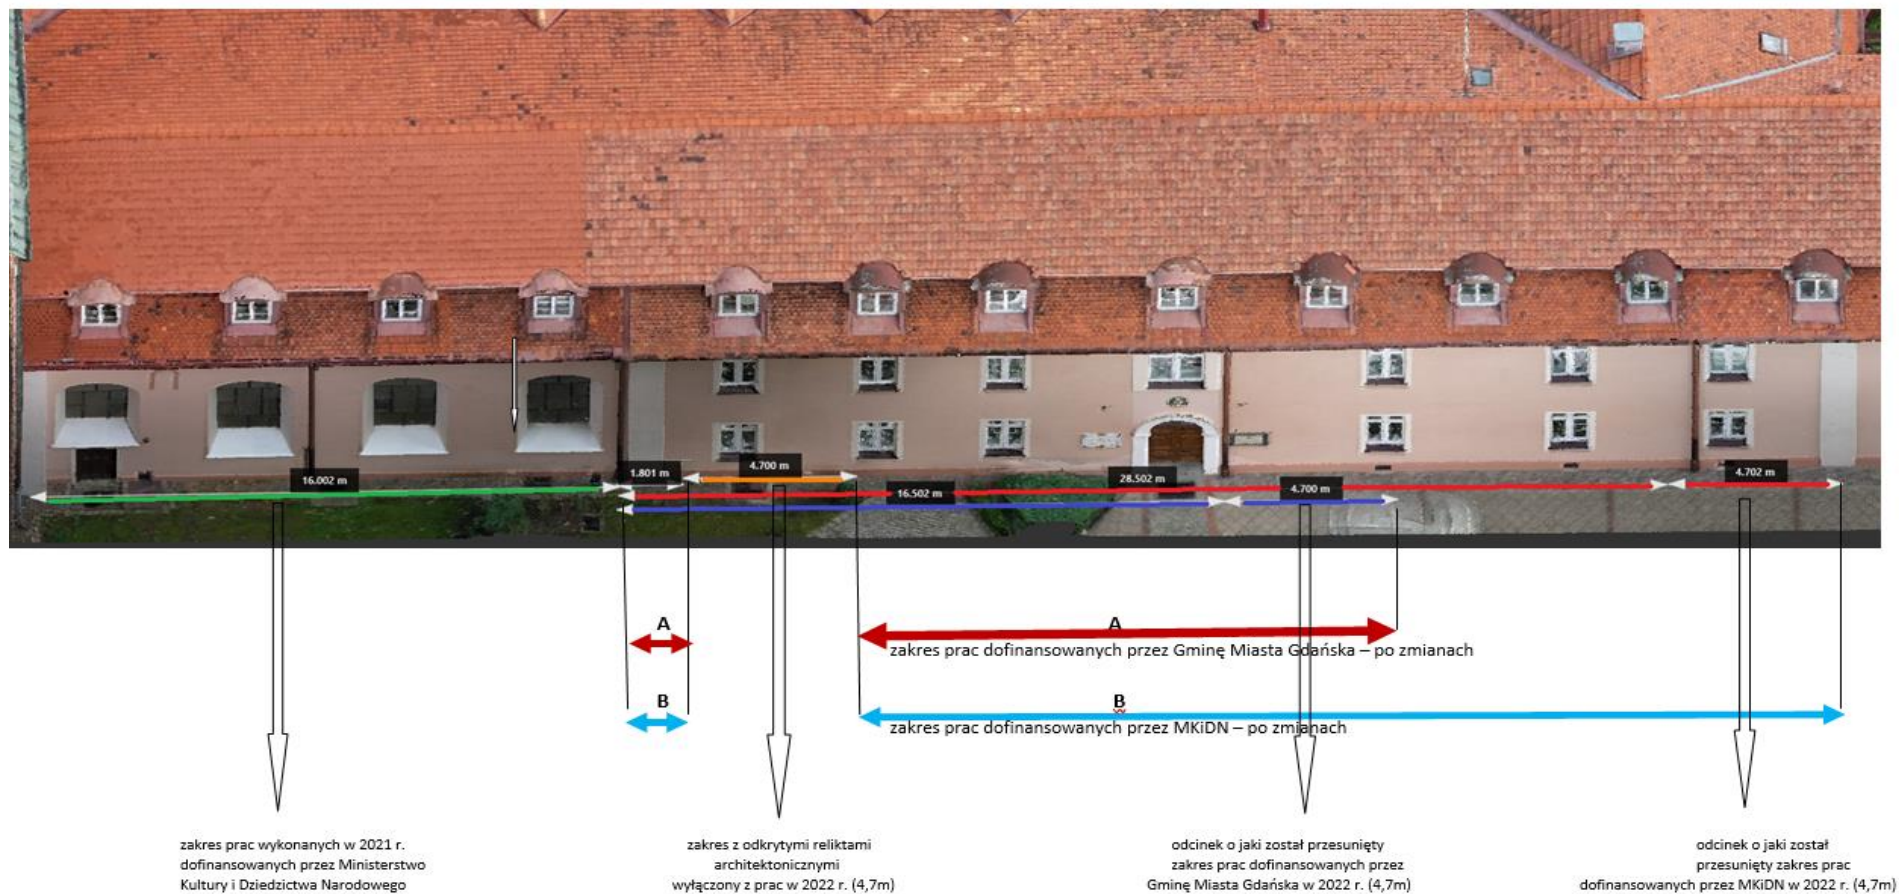 16.002 m
1.801 m
4.700 m
16.502 m
28.502 m
4.700 m
4.702 m
A
A
zakres prac dofinansowanych przez Gminę Miasta Gdańska – po zmianach
B
B
zakres prac dofinansowanych przez MKiDN – po zmianach
zakres prac wykonanych w 2021 r.
dofinansowanych przez Ministerstwo
Kultury i Dziedzictwa Narodowego
zakres z odkrytymi reliktami
architektonicznymi
wyłączony z prac w 2022 r. (4,7m)
odcinek o jaki został przesunięty
zakres prac dofinansowanych przez
Gminę Miasta Gdańska w 2022 r. (4,7m)
odcinek o jaki został
przesunięty zakres prac
dofinansowanych przez MKiDN w 2022 r. (4,7m)